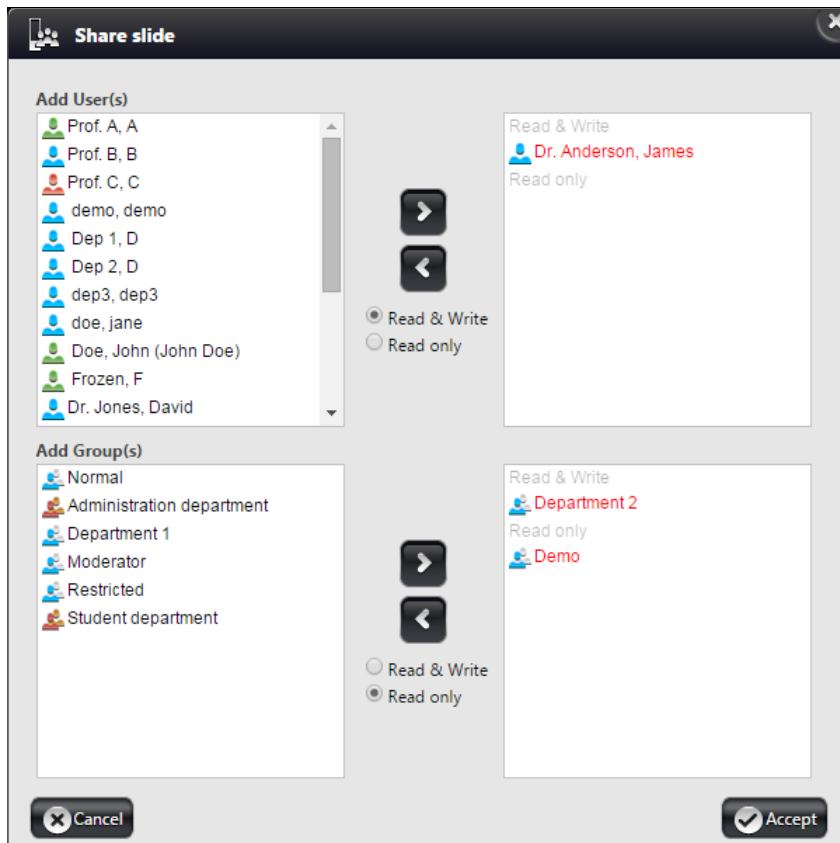 Share slide
Add User(s)
Prof. A, A
Prof. B, B
Prof. C, C
demo, demo
Dep 1, D
Dep 2, D
dep3, dep3
doe, jane
Doe, John (John Doe)
Frozen, F
Dr. Jones, David
Read & Write
Read only
Read & Write
Dr. Anderson, James
Read only
Add Group(s)
Normal
Administration department
Department 1
Moderator
Restricted
Student department
Read & Write
Read only
Read & Write
Department 2
Read only
Demo
Cancel
Accept